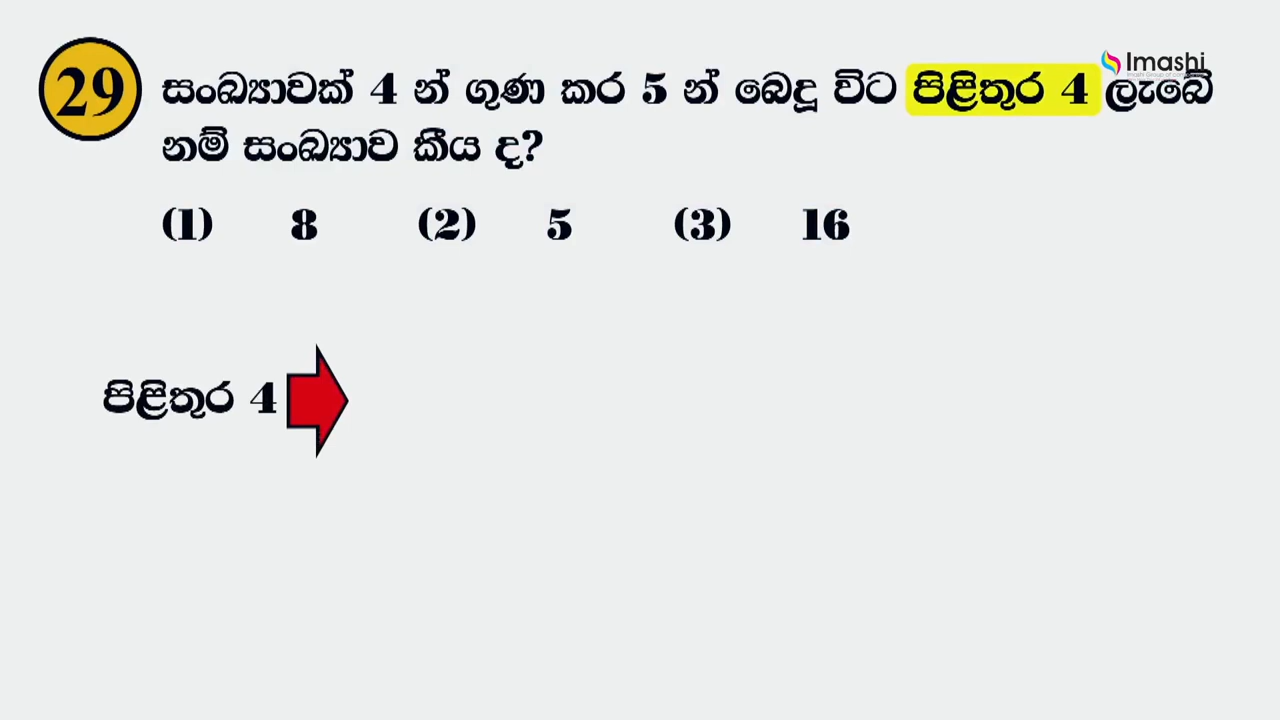 29 සංඛ්‍යාවක් 4 න් ගුණ කර 5 න් බෙදූ විට පිළිතුර 4 ලැබේ
නම් සංඛ්‍යාව කීය ද?
(1) 8 (2) 5 (3) 16
පිළිතුර 4
Imashi